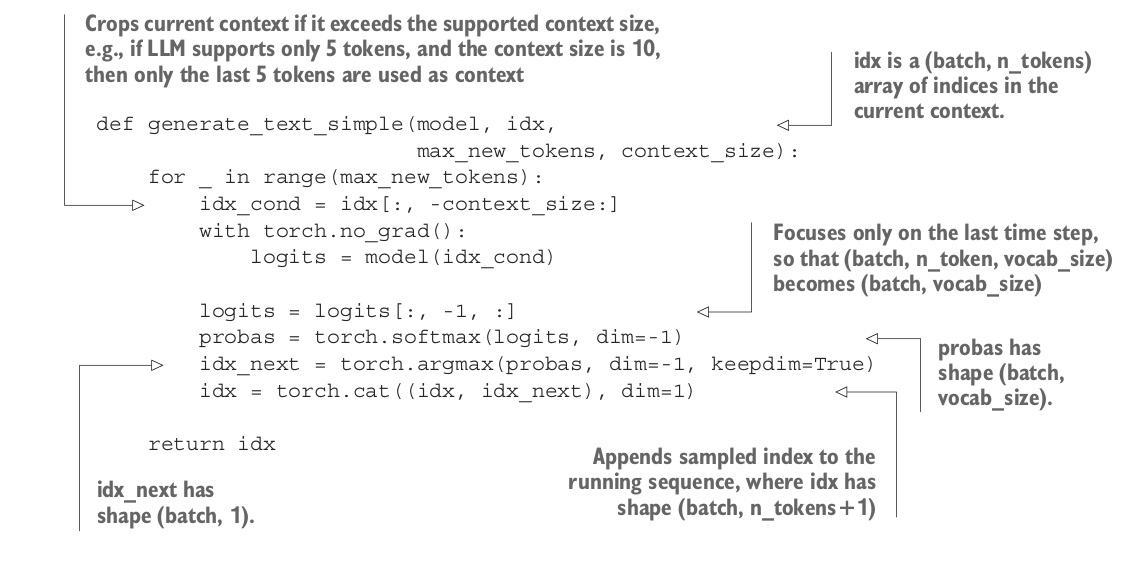 Crops current context if it exceeds the supported context size,
e.g., if LLM supports only 5 tokens, and the context size is 10,
then only the last 5 tokens are used as context
idx is a (batch, n_tokens)
array of indices in the
current context.
def generate_text_simple(model, idx,
                         max_new_tokens, context_size):
    for _ in range(max_new_tokens):
        idx_cond = idx[:, -context_size:]
        with torch.no_grad():
            logits = model(idx_cond)
Focuses only on the last time step,
so that (batch, n_token, vocab_size)
becomes (batch, vocab_size)
        logits = logits[:, -1, :]
        probas = torch.softmax(logits, dim=-1)
        idx_next = torch.argmax(probas, dim=-1, keepdim=True)
        idx = torch.cat((idx, idx_next), dim=1)
probas has
shape (batch,
vocab_size).
    return idx
Appends sampled index to the
running sequence, where idx has
shape (batch, n_tokens+1)
idx_next has
shape (batch, 1).